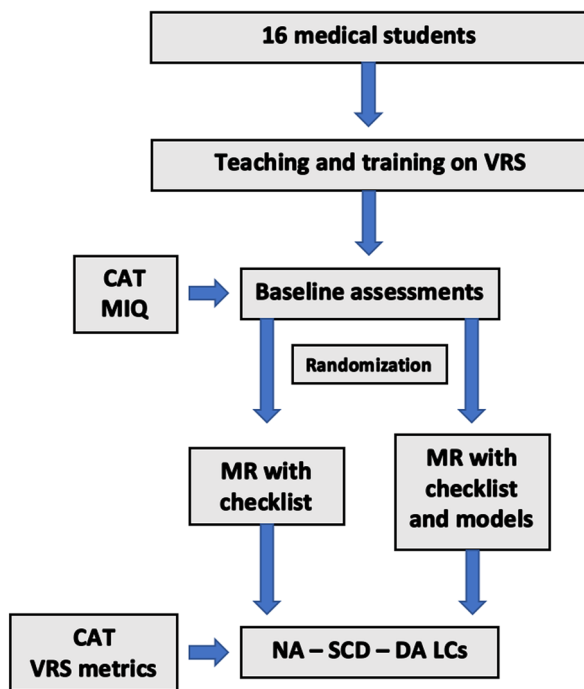 16 medical students
Teaching and training on VRS
CAT
MIQ
Baseline assessments
Randomization
MR with
checklist
MR with
checklist
and models
CAT
VRS metrics
NA – SCD – DA LCs